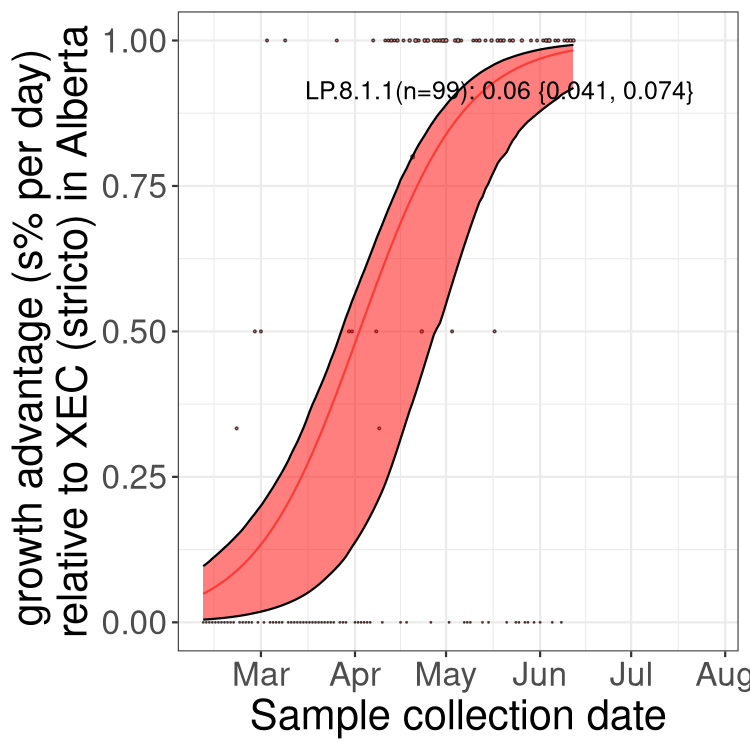 growth advantage (s% per day)
relative to XEC (stricto) in Alberta
1.00
0.75
0.50
0.25
0.00
LP.8.1.1(n=99): 0.06 {0.041, 0.074}
Mar Apr May Jun Jul Aug
Sample collection date